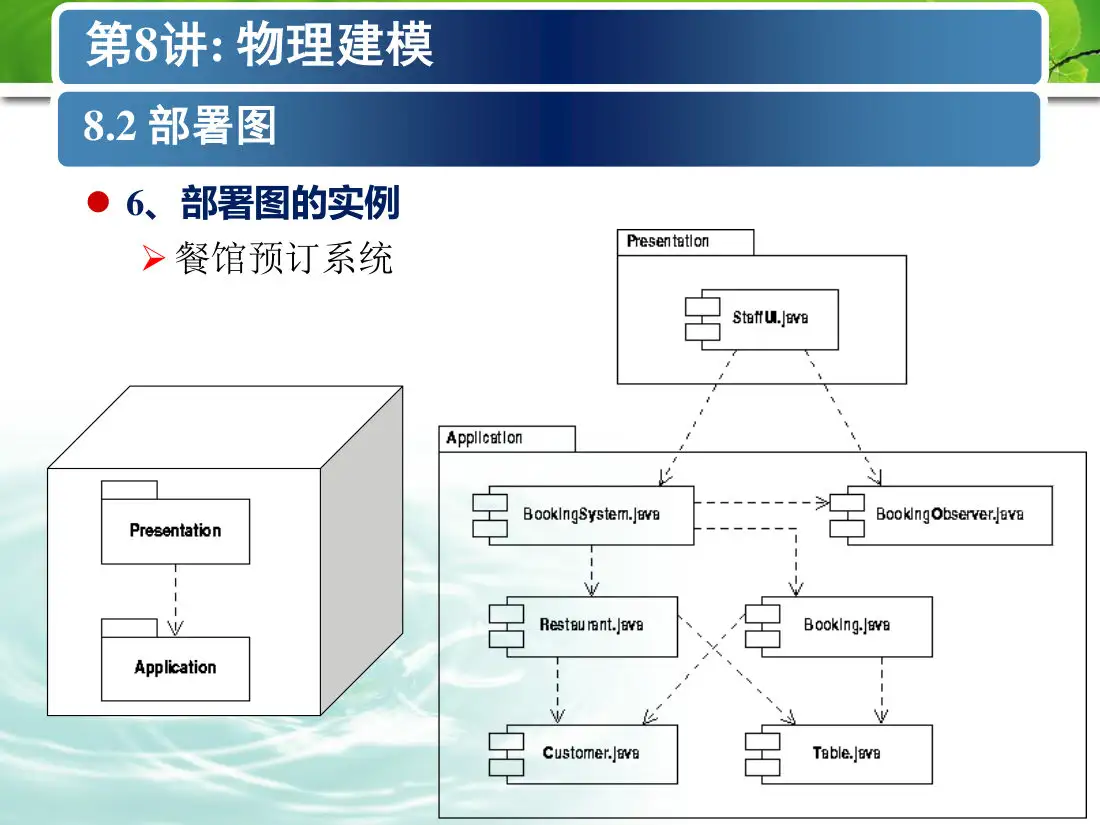 第8讲: 物理建模
8.2 部署图
6、部署图的实例
餐馆预订系统
Presentation
StaffUI.java
Application
BookingSystem.java
BookingObserver.java
Restaurant.java
Booking.java
Customer.java
Table.java
Presentation
Application